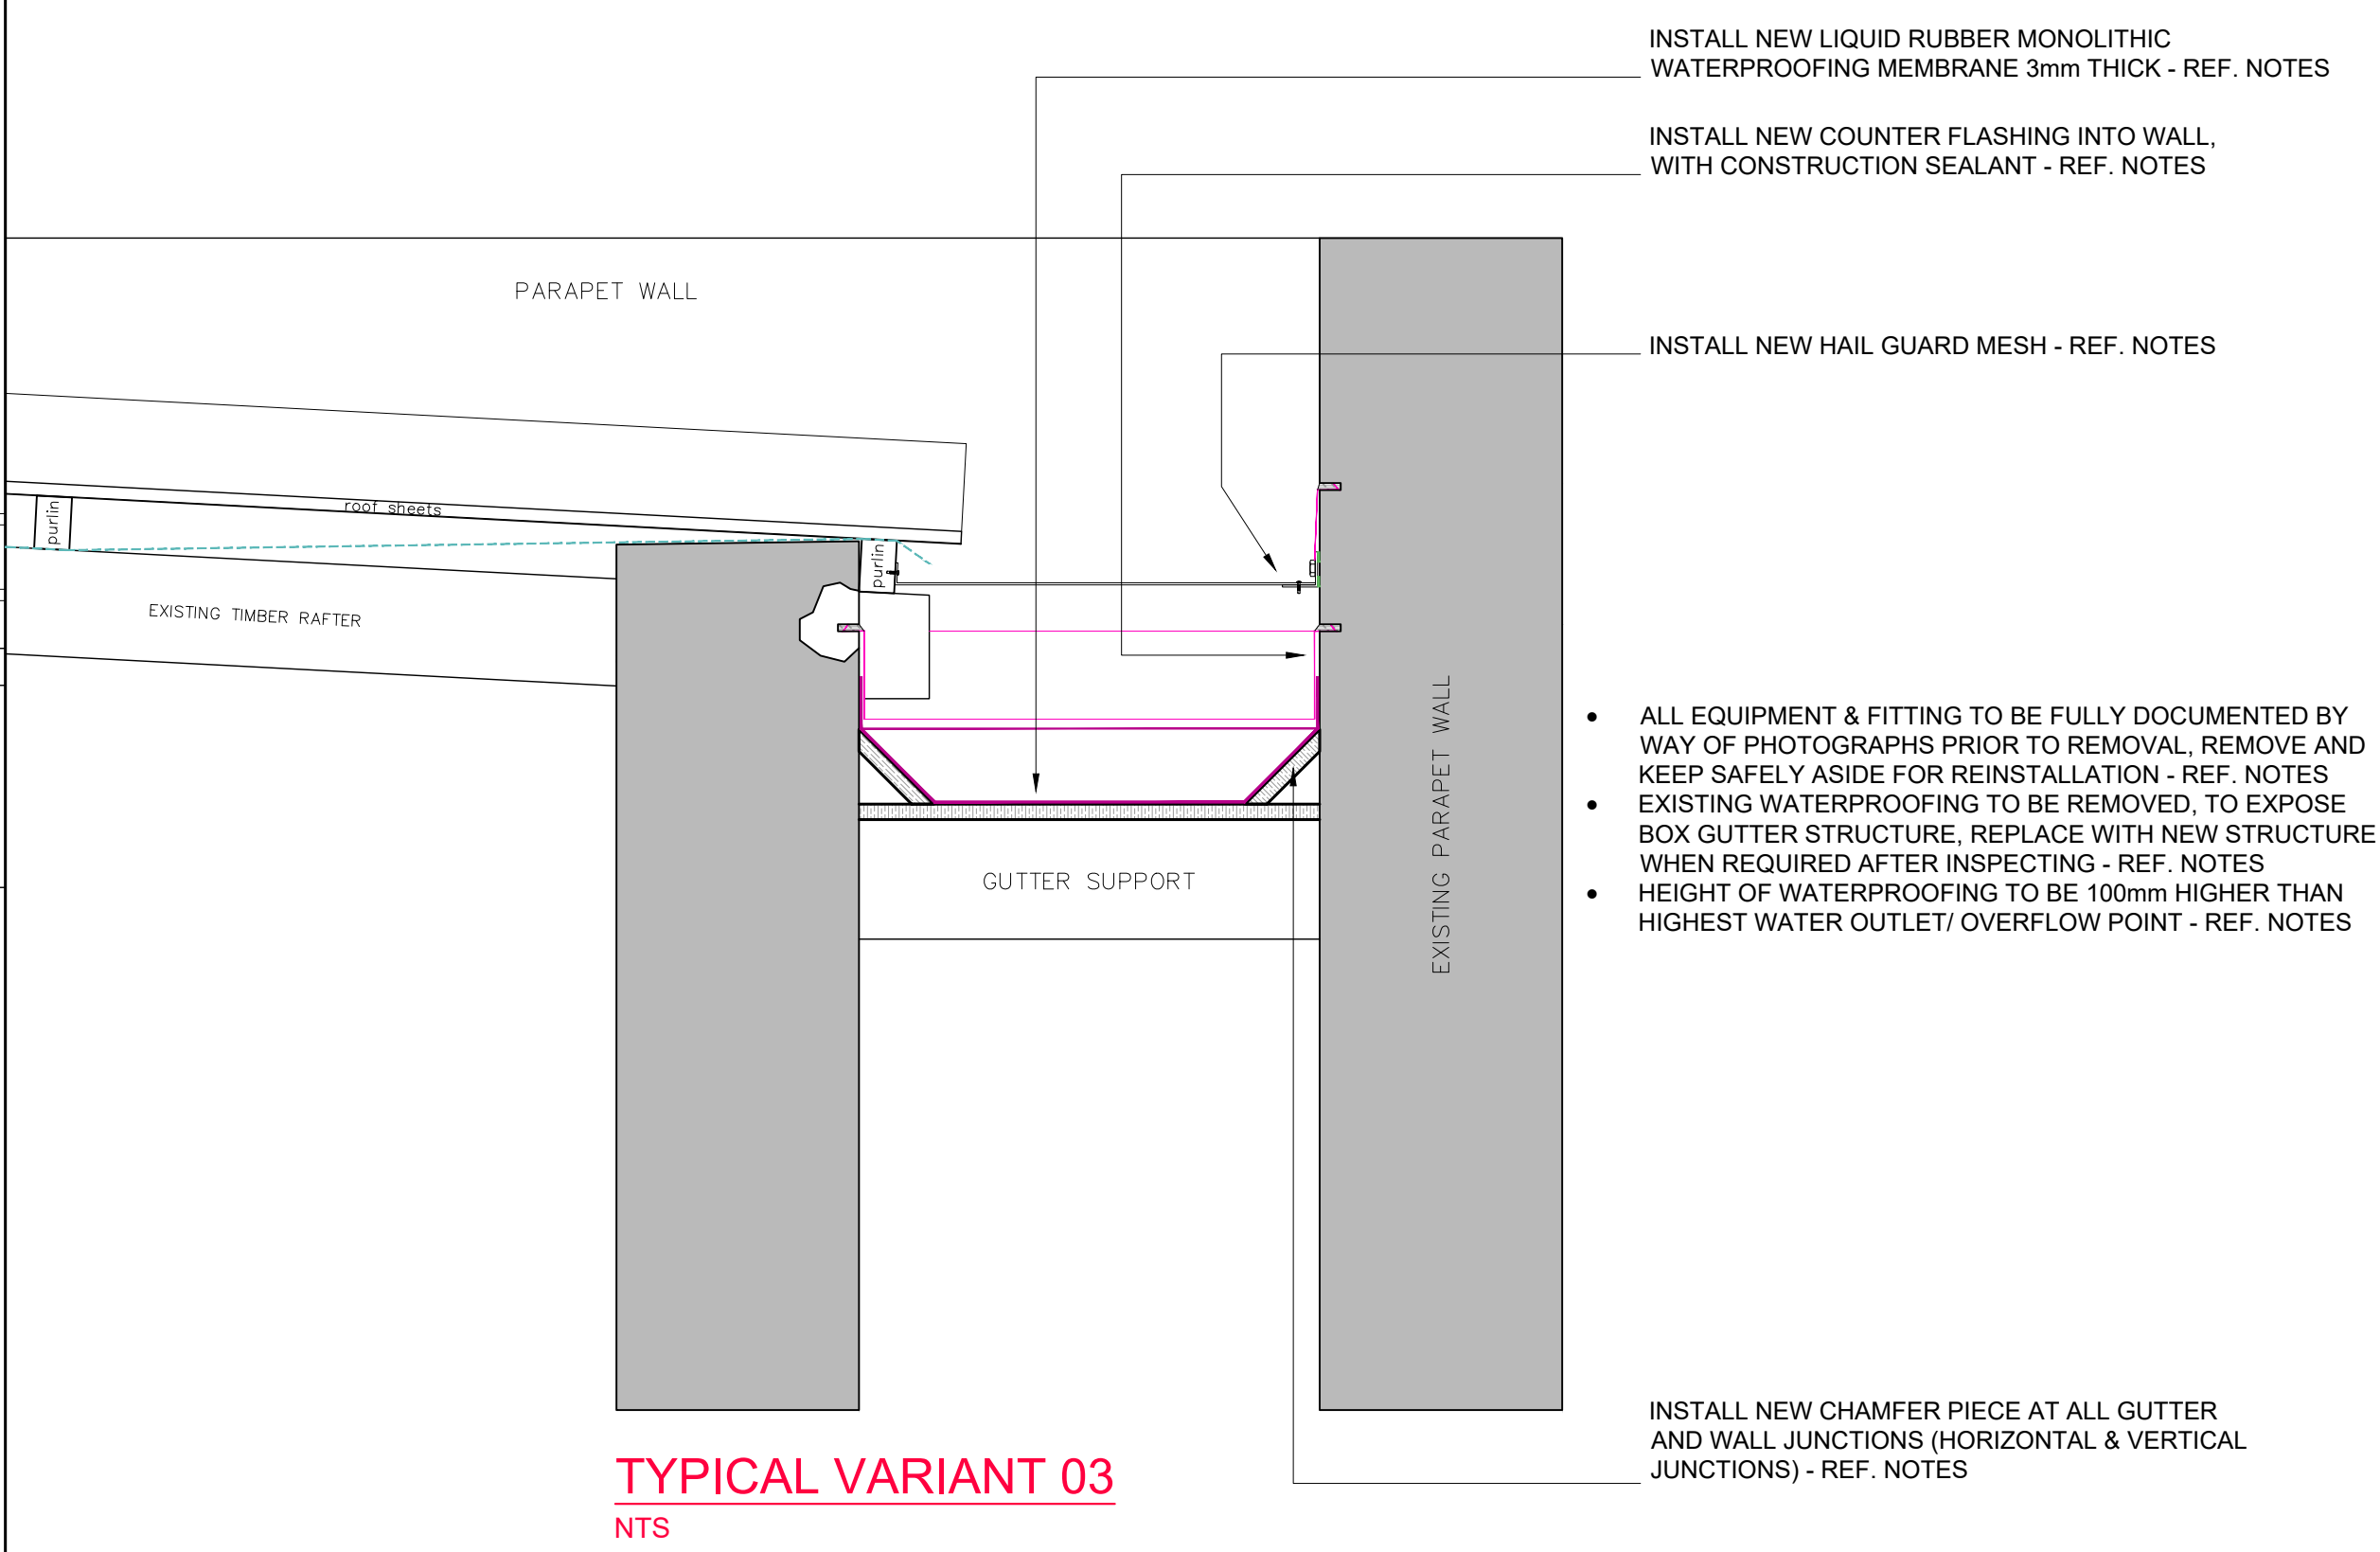 INSTALL NEW LIQUID RUBBER MONOLITHIC
WATERPROOFING MEMBRANE 3mm THICK - REF. NOTES
INSTALL NEW COUNTER FLASHING INTO WALL,
WITH CONSTRUCTION SEALANT - REF. NOTES
PARAPET WALL
INSTALL NEW HAIL GUARD MESH - REF. NOTES
purlin
roof sheets
purlin
EXISTING TIMBER RAFTER
EXISTING PARAPET WALL
GUTTER SUPPORT
• ALL EQUIPMENT & FITTING TO BE FULLY DOCUMENTED BY
WAY OF PHOTOGRAPHS PRIOR TO REMOVAL, REMOVE AND
KEEP SAFELY ASIDE FOR REINSTALLATION - REF. NOTES
• EXISTING WATERPROOFING TO BE REMOVED, TO EXPOSE
BOX GUTTER STRUCTURE, REPLACE WITH NEW STRUCTURE
WHEN REQUIRED AFTER INSPECTING - REF. NOTES
• HEIGHT OF WATERPROOFING TO BE 100mm HIGHER THAN
HIGHEST WATER OUTLET/ OVERFLOW POINT - REF. NOTES
INSTALL NEW CHAMFER PIECE AT ALL GUTTER
AND WALL JUNCTIONS (HORIZONTAL & VERTICAL
JUNCTIONS) - REF. NOTES
TYPICAL VARIANT 03
NTS